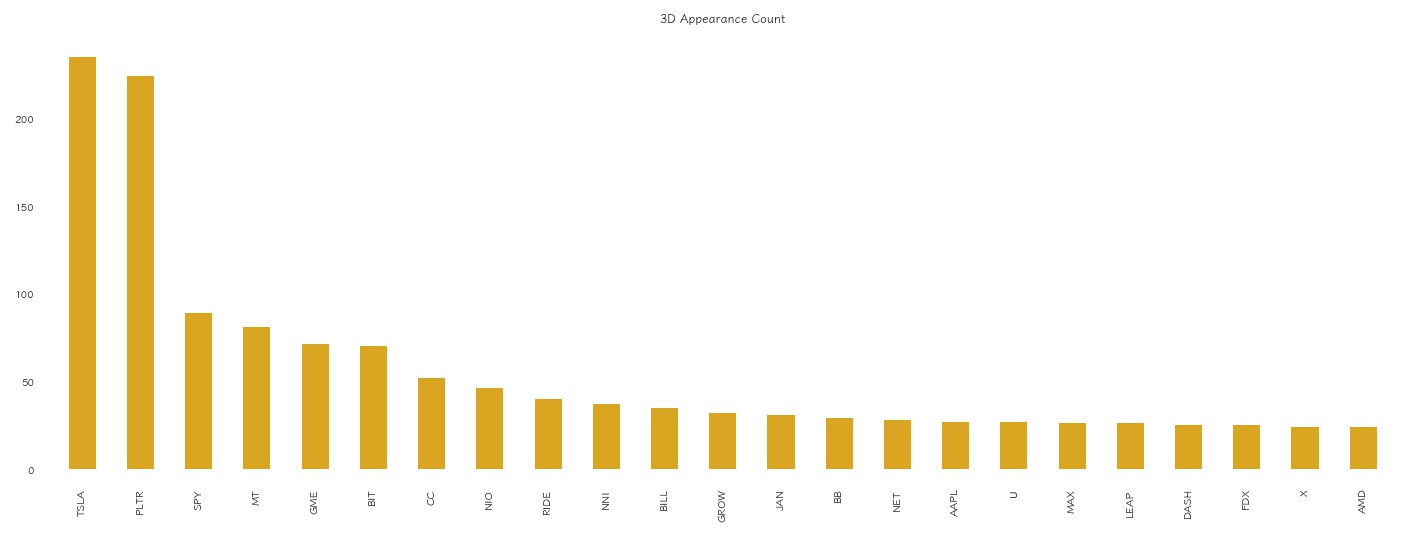 3D Appearance Count
200
150
100
50
0
TSLA
PLTR
SPY
MT
GME
BIT
CC
NIO
RIDE
NNI
BILL
GROW
JAN
BB
NET
AAPL
U
MAX
LEAP
DASH
FDX
X
AMD